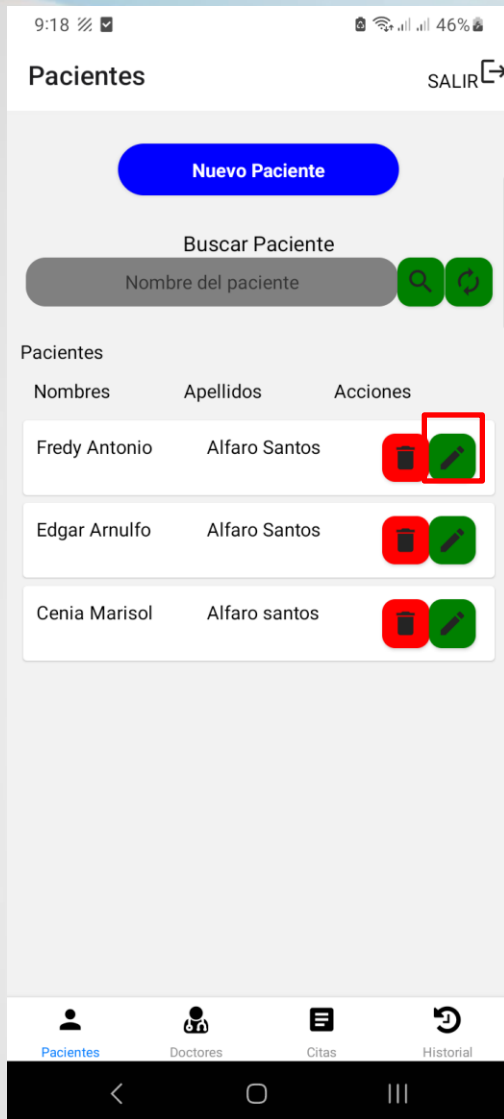 9:18 46%
Pacientes SALIR
Nuevo Paciente
Buscar Paciente
Nombre del paciente
Pacientes
Nombres Apellidos Acciones
Fredy Antonio Alfaro Santos
Edgar Arnulfo Alfaro Santos
Cenia Marisol Alfaro santos
Pacientes Doctores Citas Historial